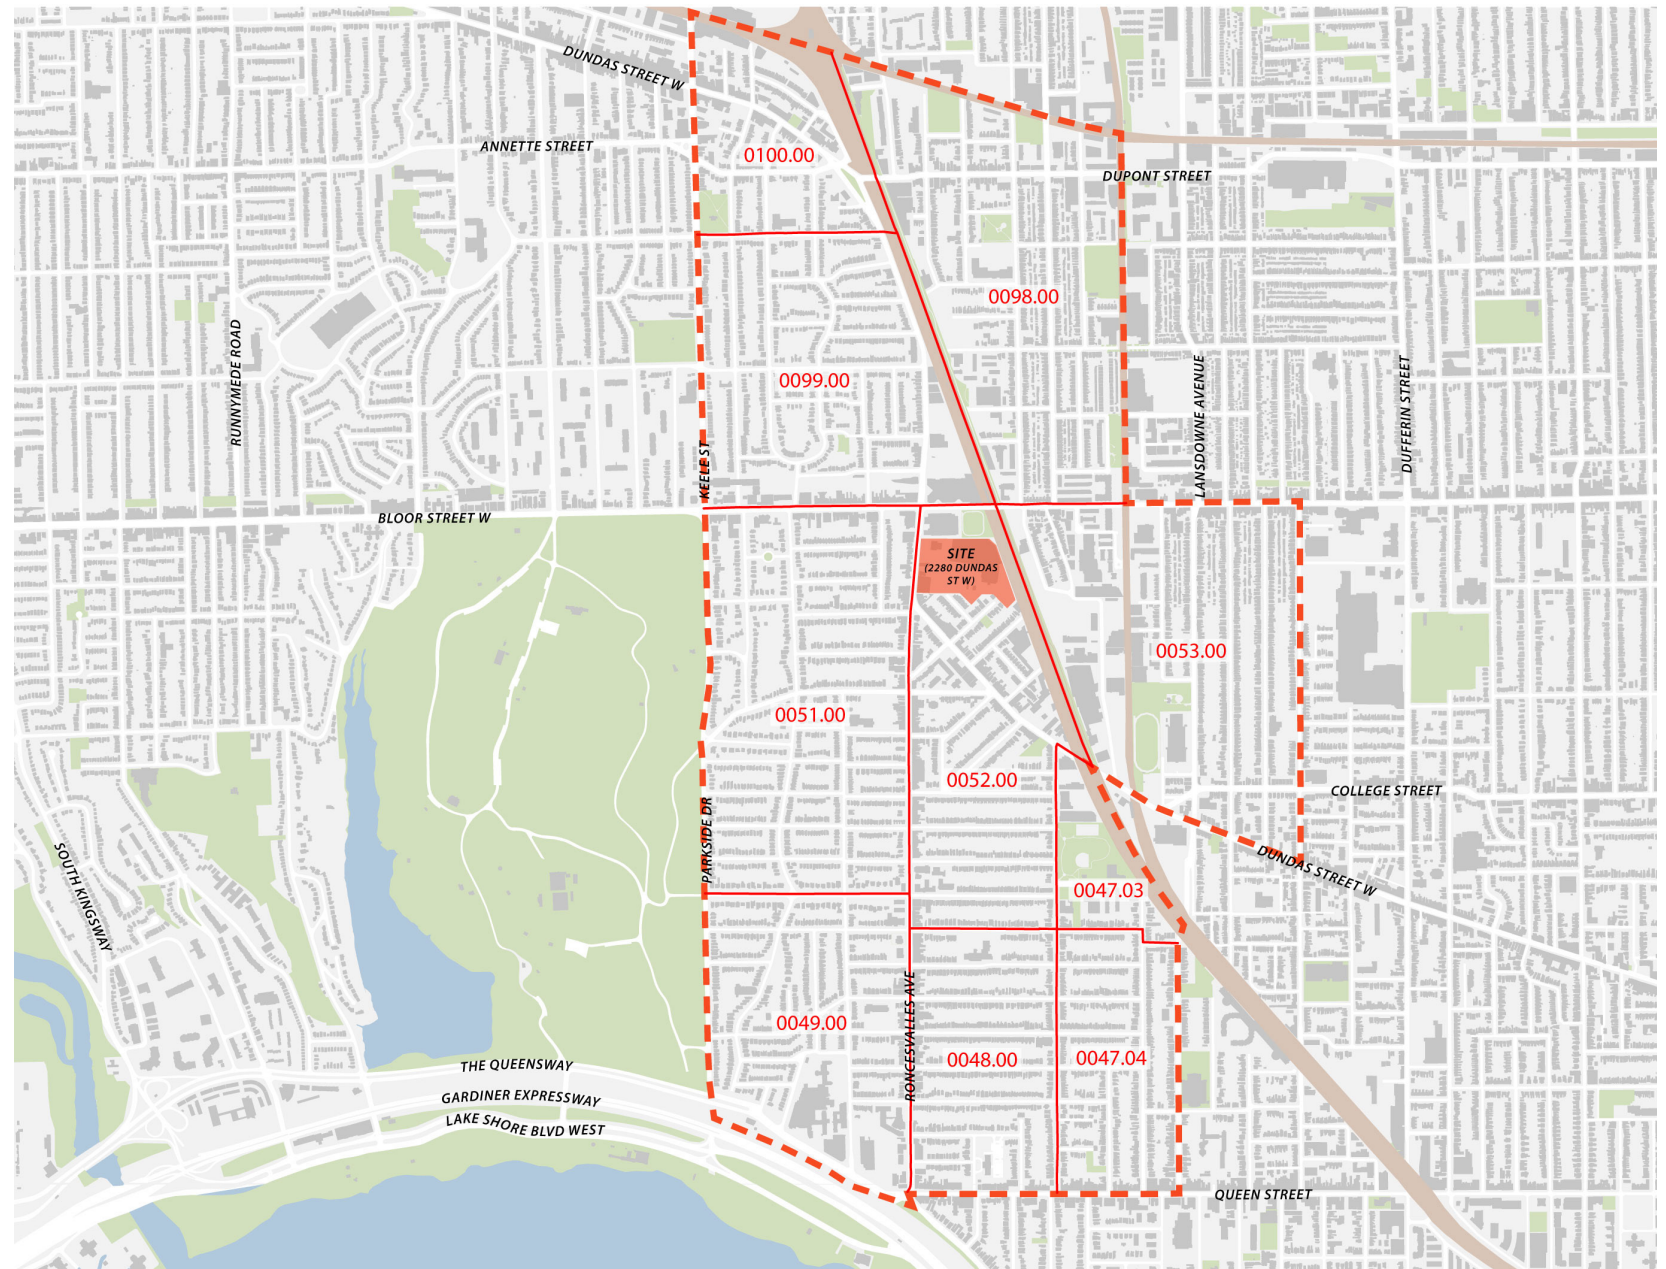 DUNDAS STREET W
ANNETTE STREET
0100.00
DUPONT STREET
0098.00
RUNNYMEDE ROAD
0099.00
LANSDOWNE AVENUE
DUFFERIN STREET
KEELE ST
BLOOR STREET W
SITE
(2280 DUNDAS
ST W)
0053.00
0051.00
0052.00
COLLEGE STREET
PARKSIDE DR
SOUTH KINGSWAY
DUNDAS STREET W
0047.03
RONCESVALLES AVE
0049.00
0048.00
0047.04
THE QUEENSWAY
GARDINER EXPRESSWAY
LAKE SHORE BLVD WEST
QUEEN STREET